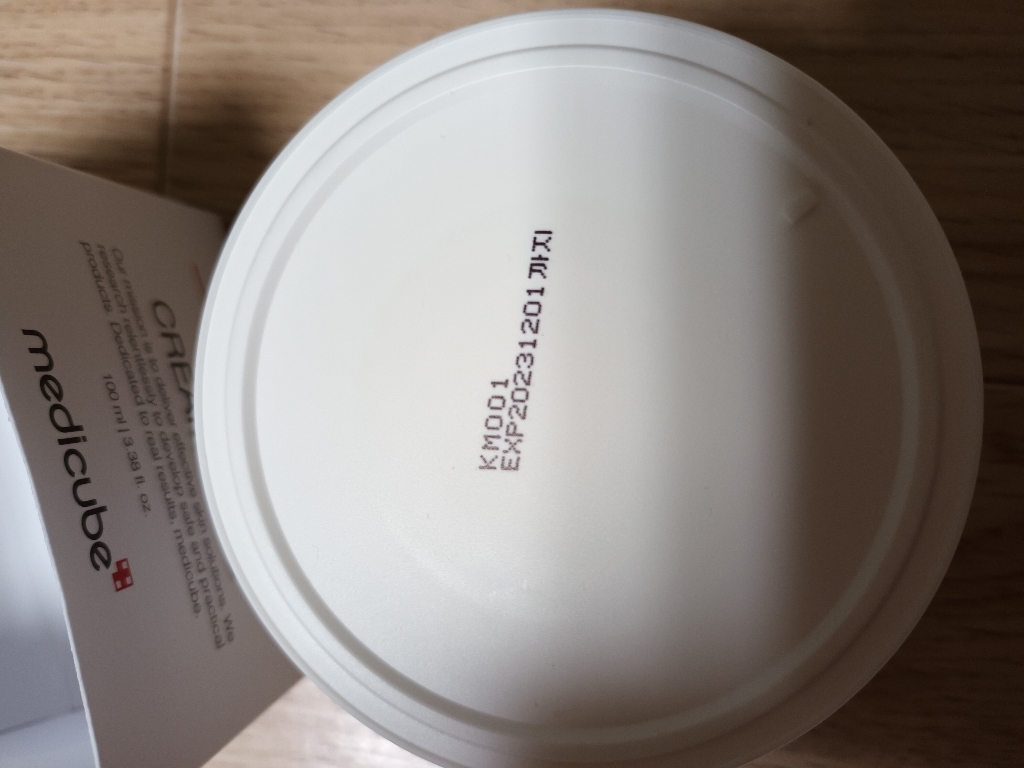 KM001
EXP20231201까지
CREA
Our mission is to deliver effective skin solutions. We
research relentlessly to develop safe and practical
products. Dedicated to real results, medicube.
100 ml | 3.38 fl. oz.
medicube